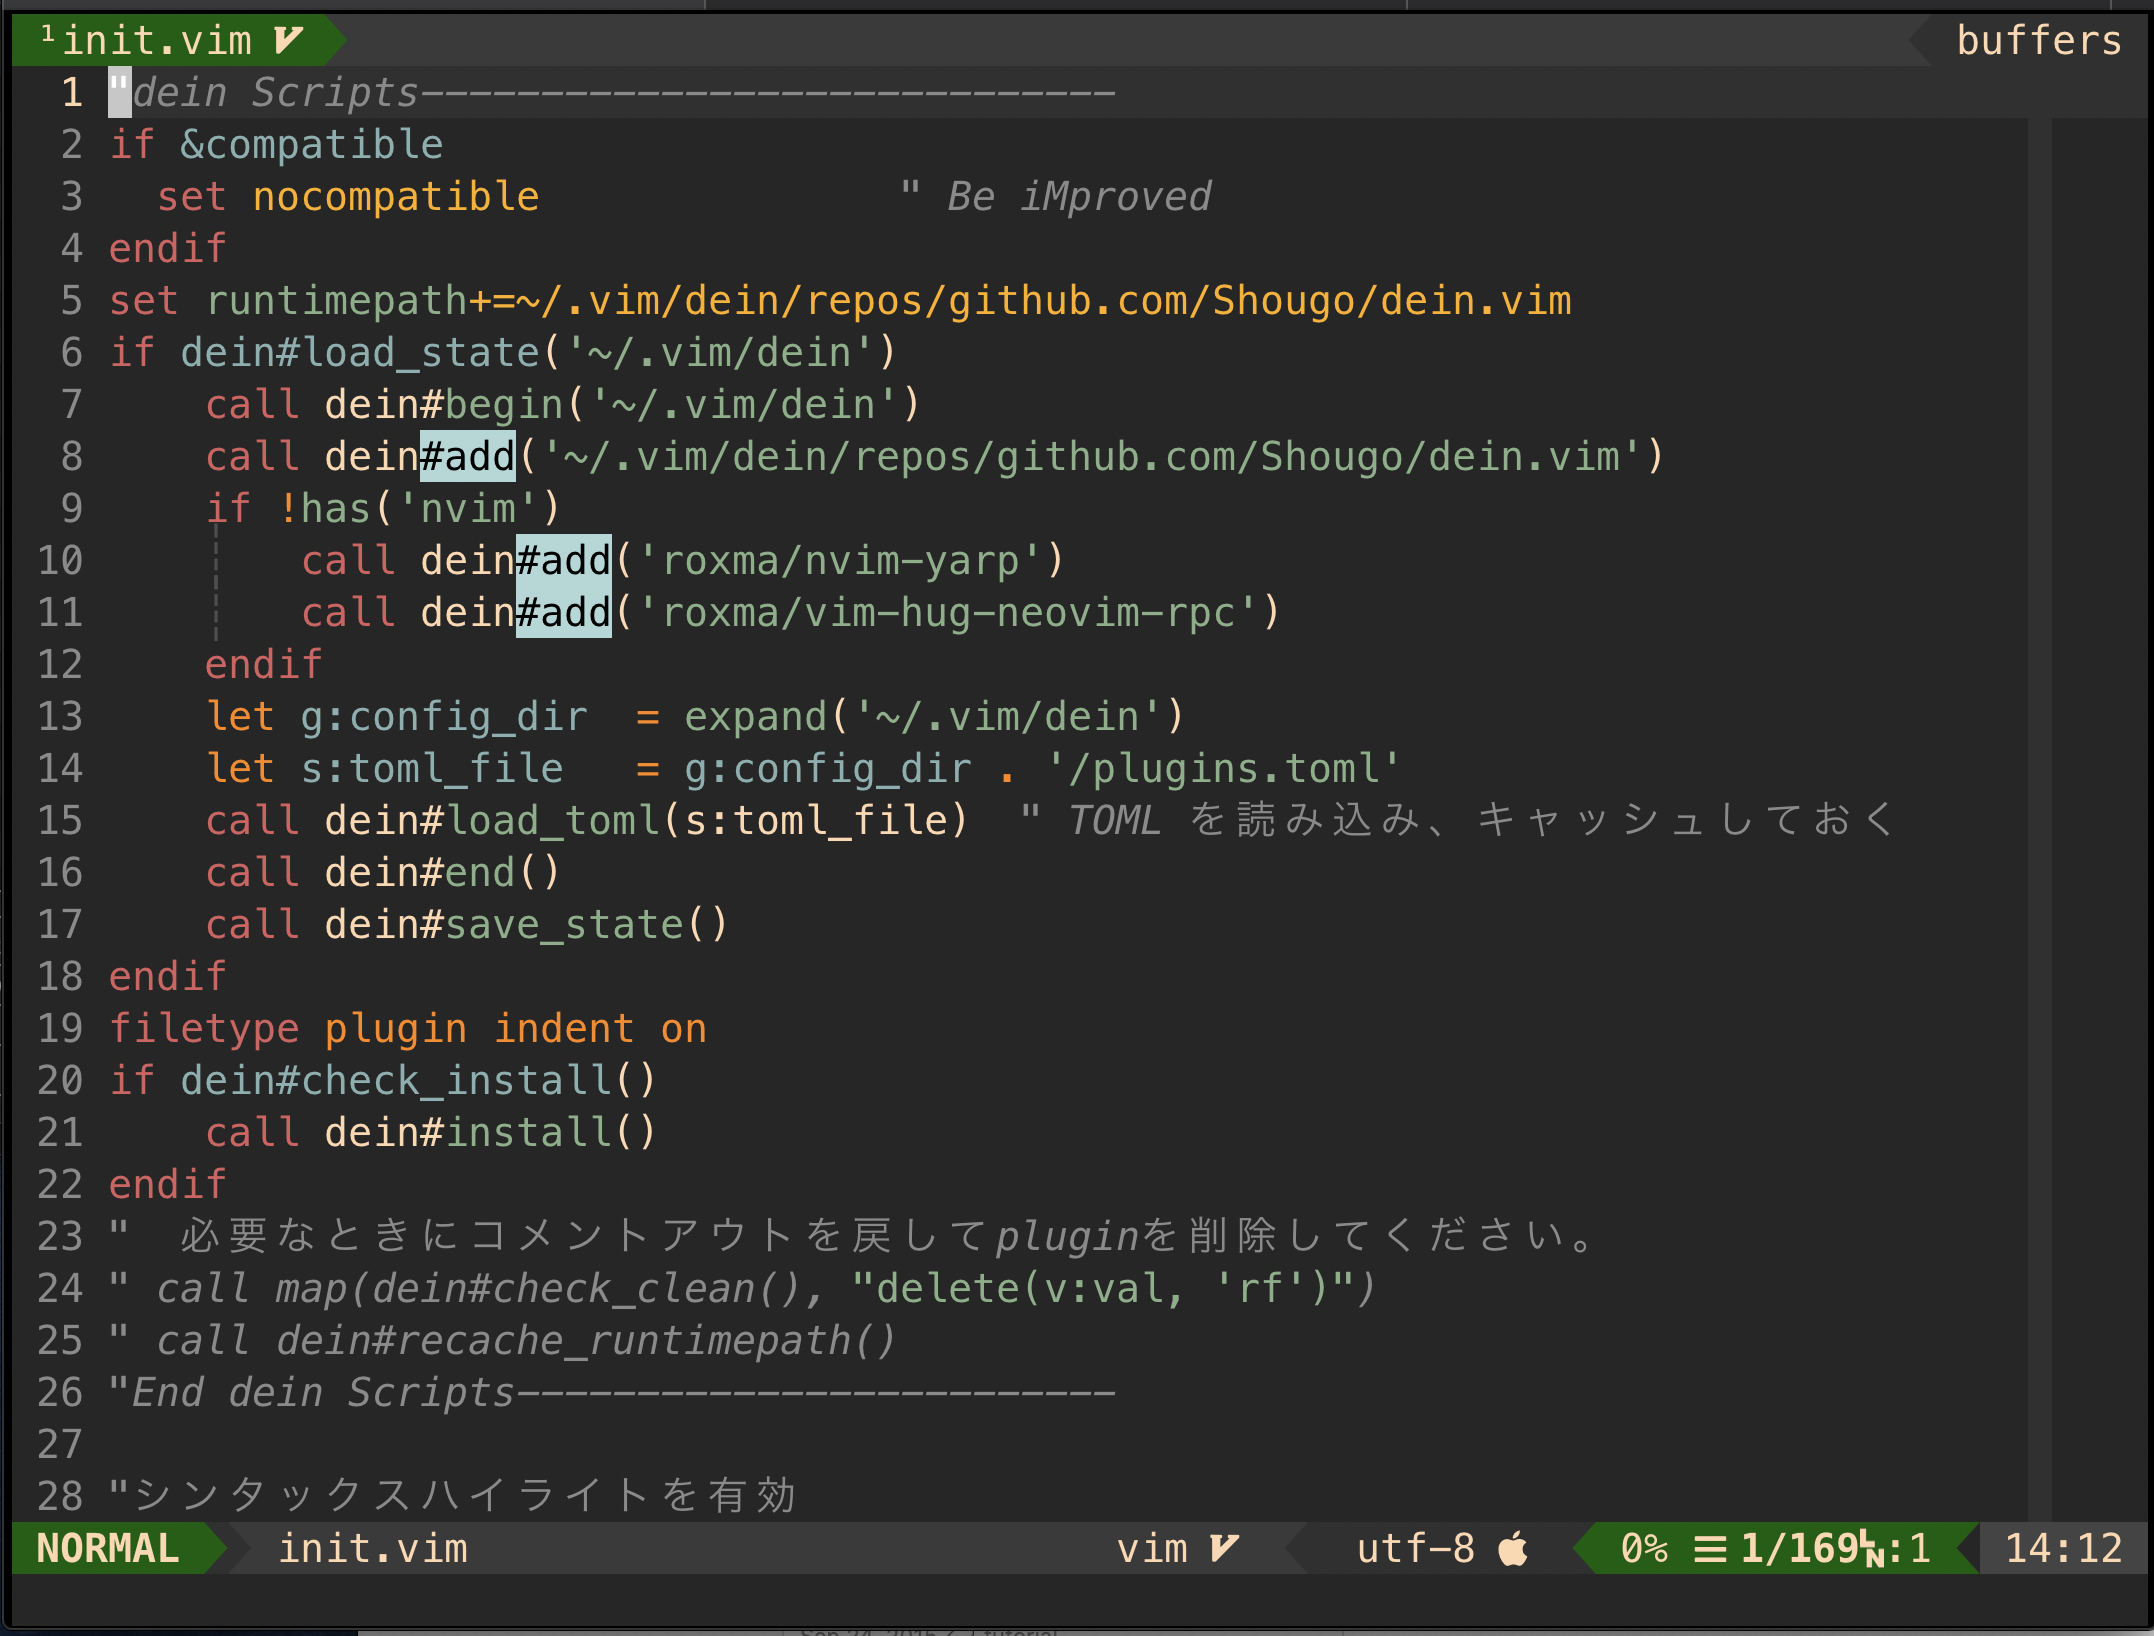 ¹init.vim buffers
1 "dein Scripts-----------------------------
2 if &compatible
3   set nocompatible               " Be iMproved
4 endif
5 set runtimepath+=~/.vim/dein/repos/github.com/Shougo/dein.vim
6 if dein#load_state('~/.vim/dein')
7     call dein#begin('~/.vim/dein')
8     call dein#add('~/.vim/dein/repos/github.com/Shougo/dein.vim')
9     if !has('nvim')
10         call dein#add('roxma/nvim-yarp')
11         call dein#add('roxma/vim-hug-neovim-rpc')
12     endif
13     let g:config_dir  = expand('~/.vim/dein')
14     let s:toml_file   = g:config_dir . '/plugins.toml'
15     call dein#load_toml(s:toml_file)  " TOML を読み込み、キャッシュしておく
16     call dein#end()
17     call dein#save_state()
18 endif
19 filetype plugin indent on
20 if dein#check_install()
21     call dein#install()
22 endif
23 "  必要なときにコメントアウトを戻してpluginを削除してください。
24 " call map(dein#check_clean(), "delete(v:val, 'rf')")
25 " call dein#recache_runtimepath()
26 "End dein Scripts-------------------------
27
28 "シンタックスハイライトを有効
NORMAL init.vim vim utf-8 0% ☰ 1/169:1 14:12